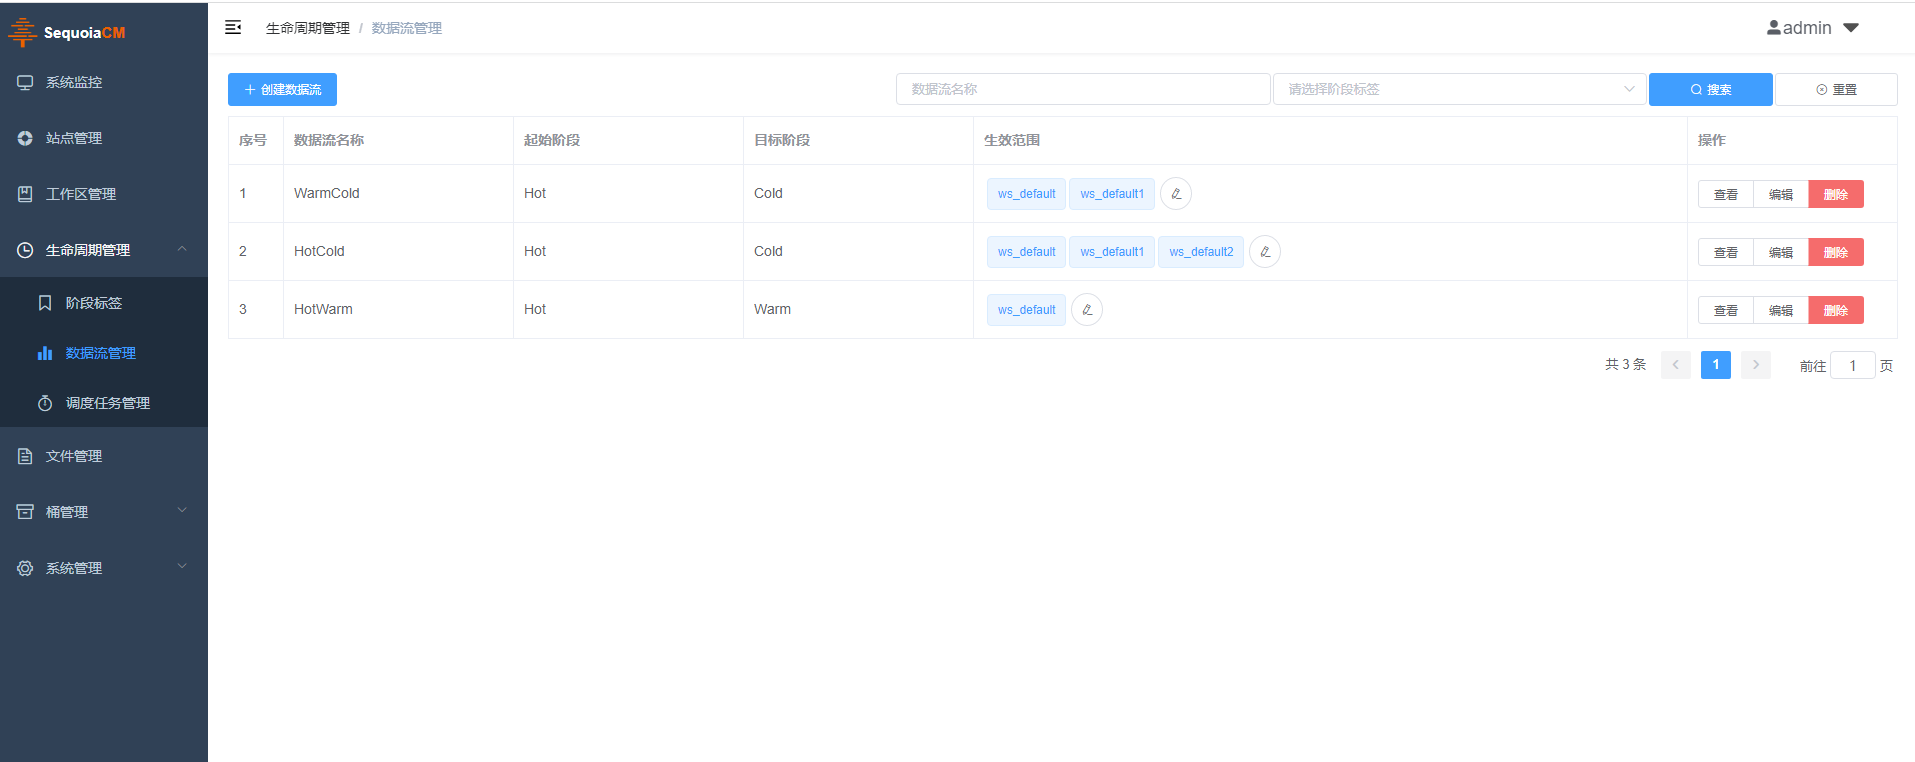 SequoiaCM
系统监控
站点管理
工作区管理
生命周期管理
阶段标签
数据流管理
调度任务管理
文件管理
桶管理
系统管理
生命周期管理 / 数据流管理
admin
创建数据流
数据流名称
请选择阶段标签
搜索
重置
序号 数据流名称 起始阶段 目标阶段 生效范围 操作
1 WarmCold Hot Cold ws_default ws_default1 查看 编辑 删除
2 HotCold Hot Cold ws_default ws_default1 ws_default2 查看 编辑 删除
3 HotWarm Hot Warm ws_default 查看 编辑 删除
共 3 条 1 前往 1 页